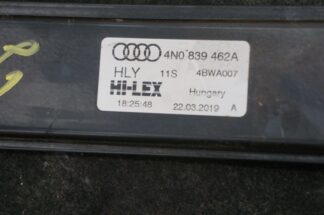 4N0 839 462A
HLY 11S 4BWA007
HI-LEX Hungary
18:25:48 22.03.2019 A